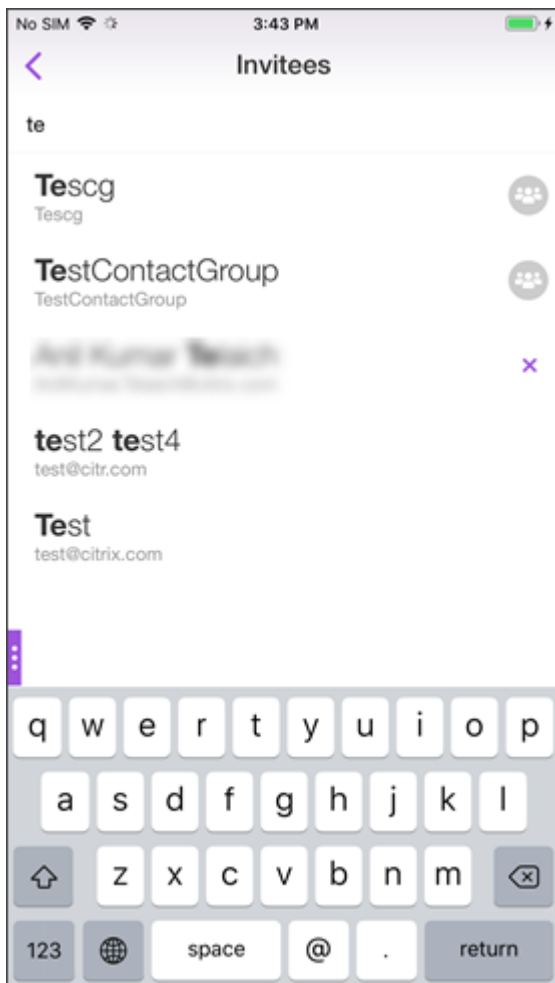 No SIM 3:43 PM
Invitees
te
Tescg
Tescg
TestContactGroup
TestContactGroup
test2 test4
test@citr.com
Test
test@citrix.com
q w e r t y u i o p
a s d f g h j k l
z x c v b n m
123 space @ . return